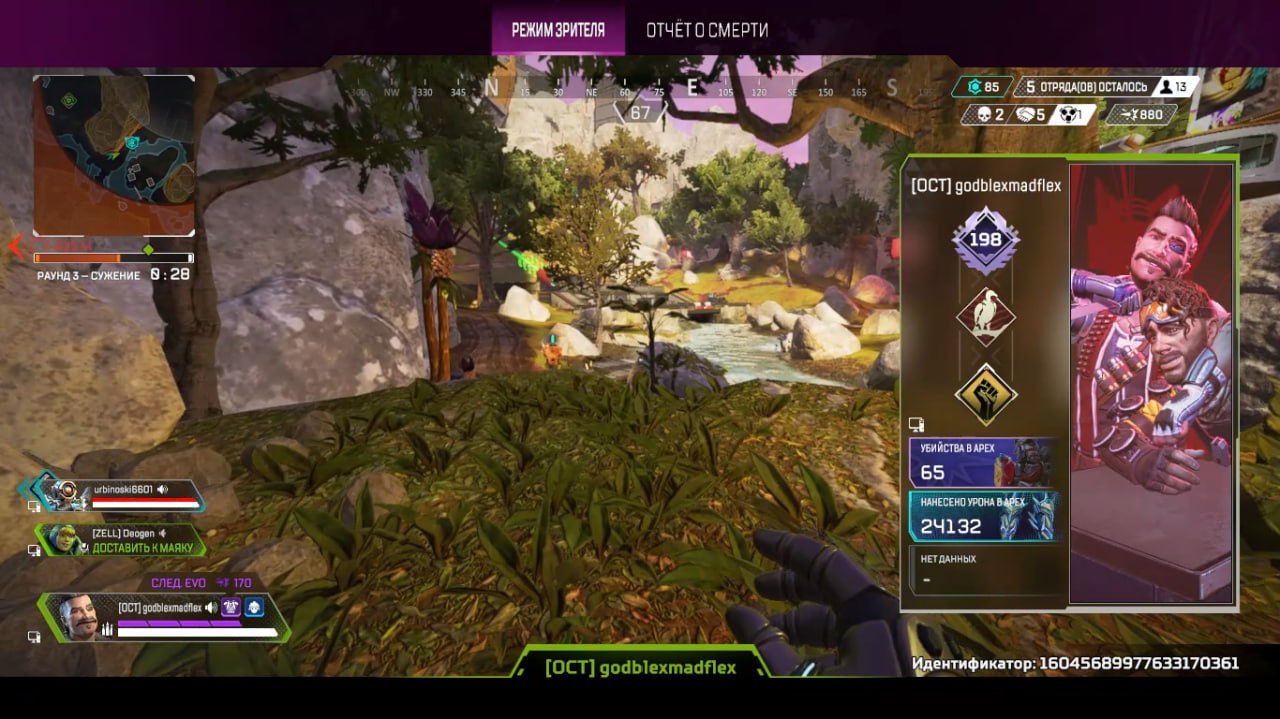 РЕЖИМ ЗРИТЕЛЯ
ОТЧЁТ О СМЕРТИ
NW 330 345 N 15 30 NE 60 75 E 105 120 SE 150 165 S
67
85
5 ОТРЯДА(ОВ) ОСТАЛОСЬ
13
2 5 1
880
РАУНД 3 – СУЖЕНИЕ 0:28
[OCT] godblexmadflex
198
УБИЙСТВА В APEX
65
НАНЕСЕНО УРОНА В APEX
24132
НЕТ ДАННЫХ
-
urbinoski6601
[ZELL] Deogen
ДОСТАВИТЬ К МАЯКУ
СЛЕД. EVO 170
[OCT] godblexmadflex
[OCT] godblexmadflex
Идентификатор: 16045689977633170361